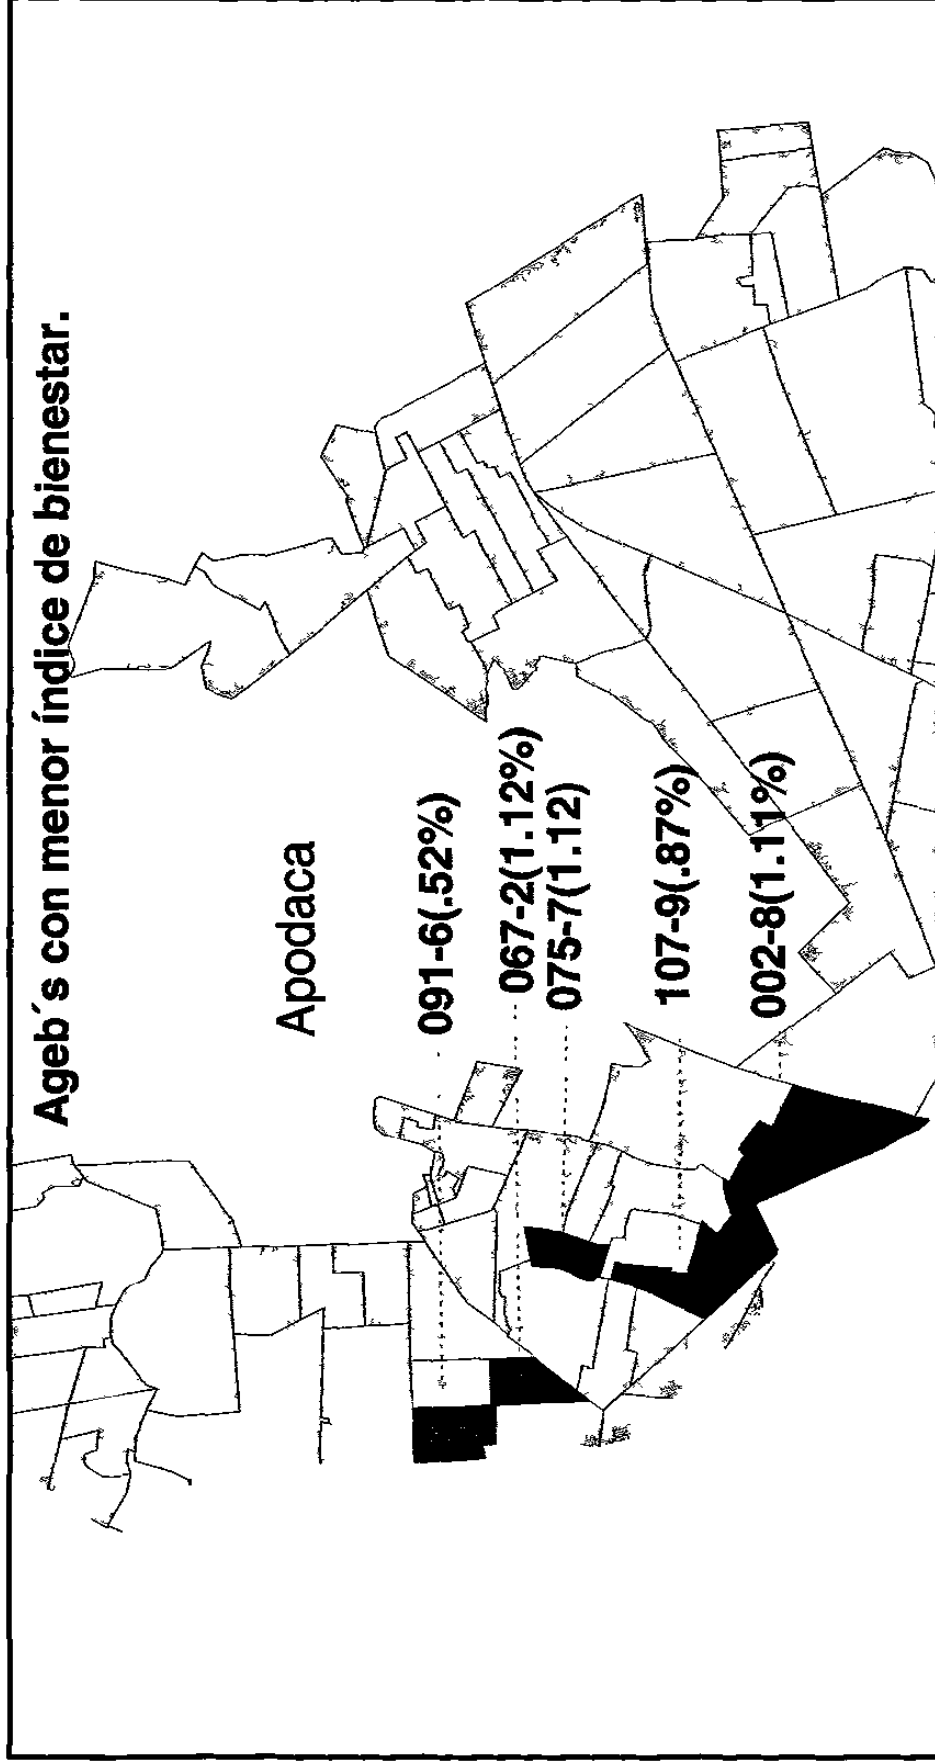 Ageb´s con menor índice de bienestar.
Apodaca
091-6(.52%)
067-2(1.12%)
075-7(1.12)
107-9(.87%)
002-8(1.11%)